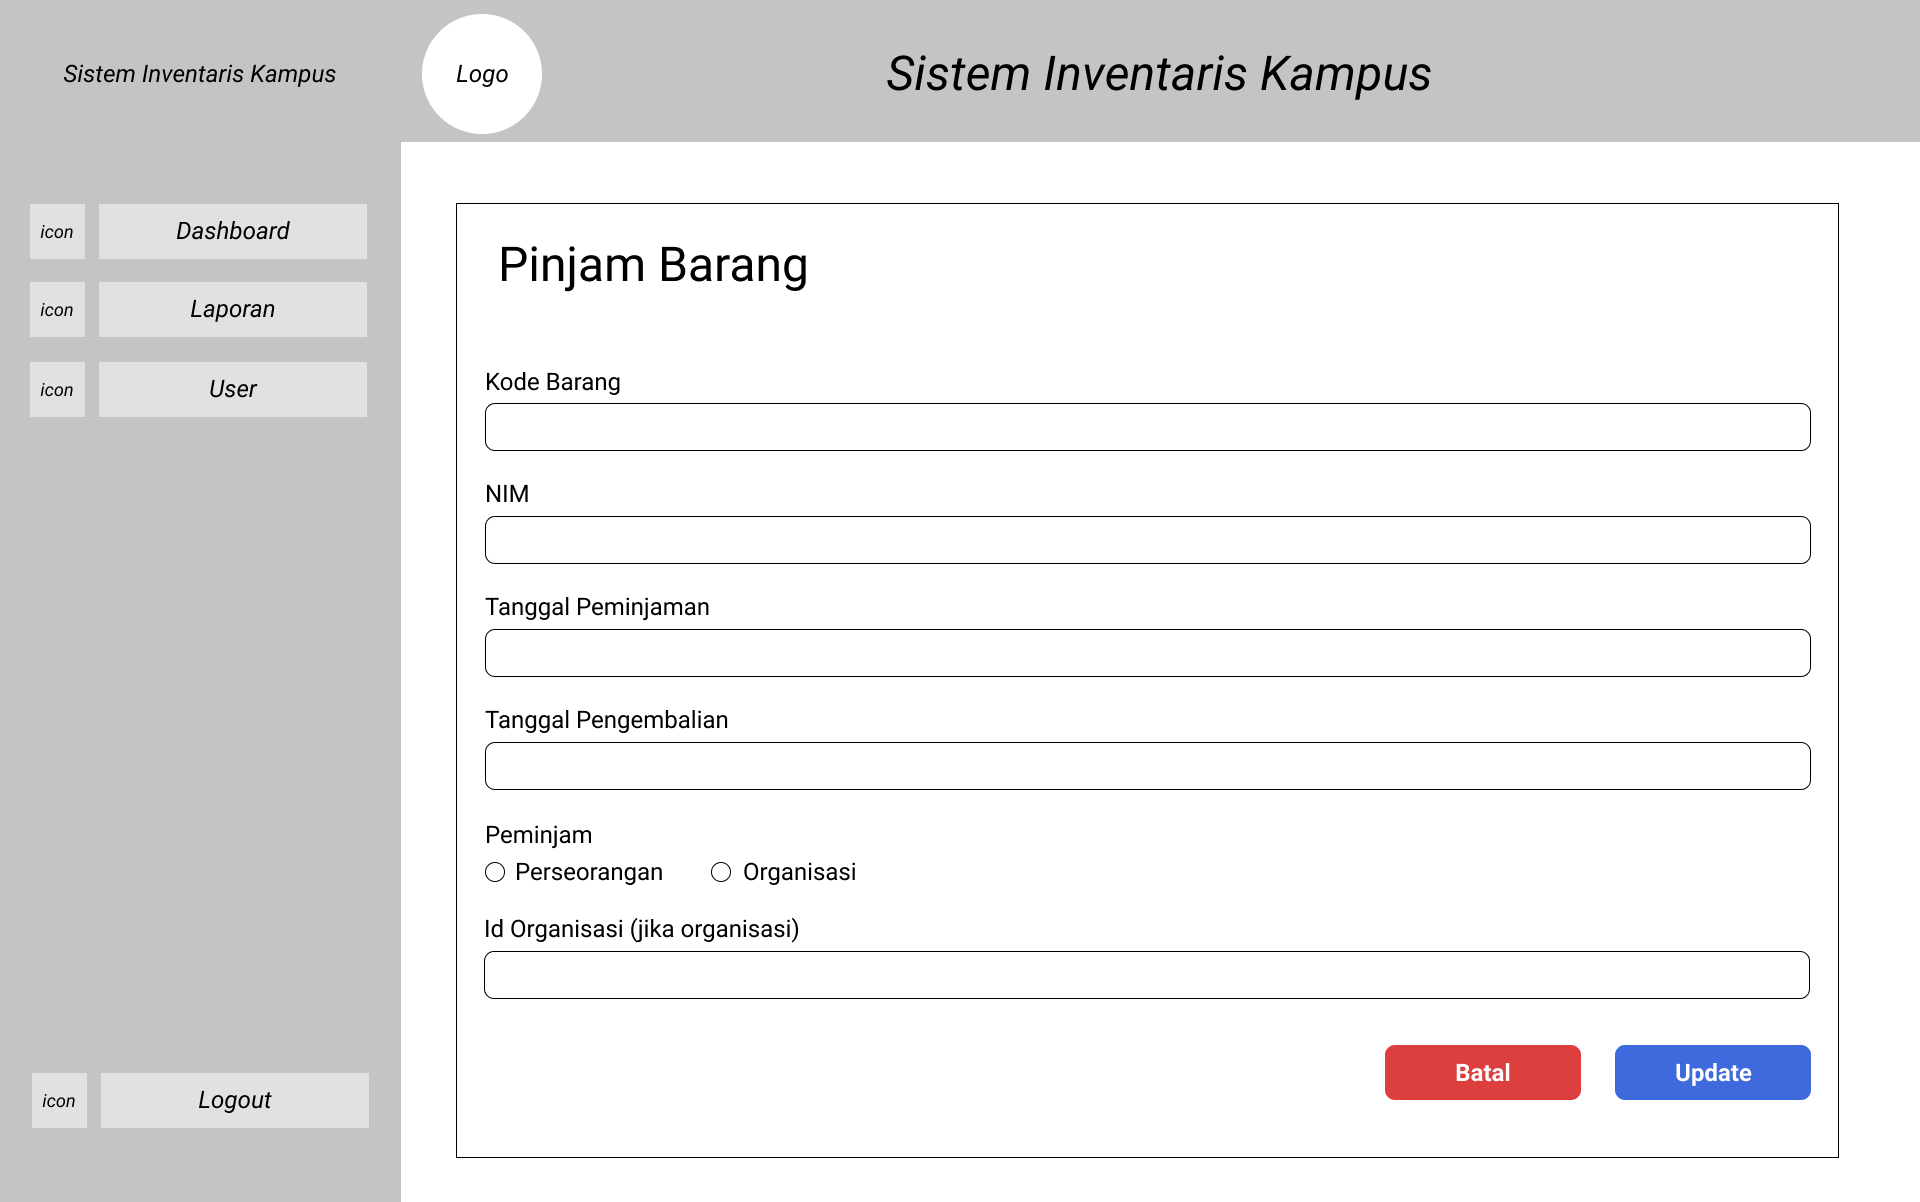 Sistem Inventaris Kampus
Logo
Sistem Inventaris Kampus
icon
Dashboard
icon
Laporan
icon
User
icon
Logout
Pinjam Barang
Kode Barang
NIM
Tanggal Peminjaman
Tanggal Pengembalian
Peminjam
Perseorangan
Organisasi
Id Organisasi (jika organisasi)
Batal
Update